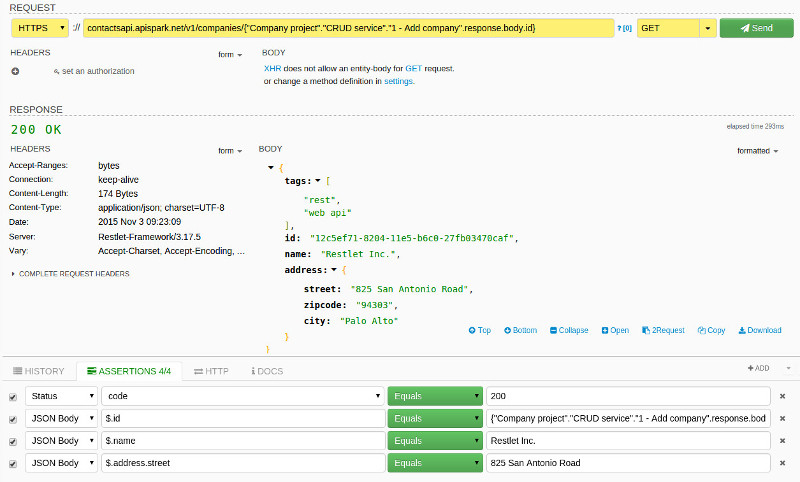 REQUEST
HTTPS :// contactsapi.apispark.net/v1/companies/{"Company project"."CRUD service"."1 - Add company".response.body.id} ? [0] GET Send
HEADERS form BODY
set an authorization
XHR does not allow an entity-body for GET request.
or change a method definition in settings.
RESPONSE
200 OK elapsed time 293ms
HEADERS form BODY formatted
Accept-Ranges: bytes
Connection: keep-alive
Content-Length: 174 Bytes
Content-Type: application/json; charset=UTF-8
Date: 2015 Nov 3 09:23:09
Server: Restlet-Framework/3.17.5
Vary: Accept-Charset, Accept-Encoding, ...
COMPLETE REQUEST HEADERS
{
tags: [
"rest",
"web api"
],
id: "12c5ef71-8204-11e5-b6c0-27fb03470caf",
name: "Restlet Inc.",
address: {
street: "825 San Antonio Road",
zipcode: "94303",
city: "Palo Alto"
}
}
Top Bottom Collapse Open 2Request Copy Download
HISTORY ASSERTIONS 4/4 HTTP DOCS ADD
Status code Equals 200
JSON Body $.id Equals {"Company project"."CRUD service"."1 - Add company".response.bod
JSON Body $.name Equals Restlet Inc.
JSON Body $.address.street Equals 825 San Antonio Road